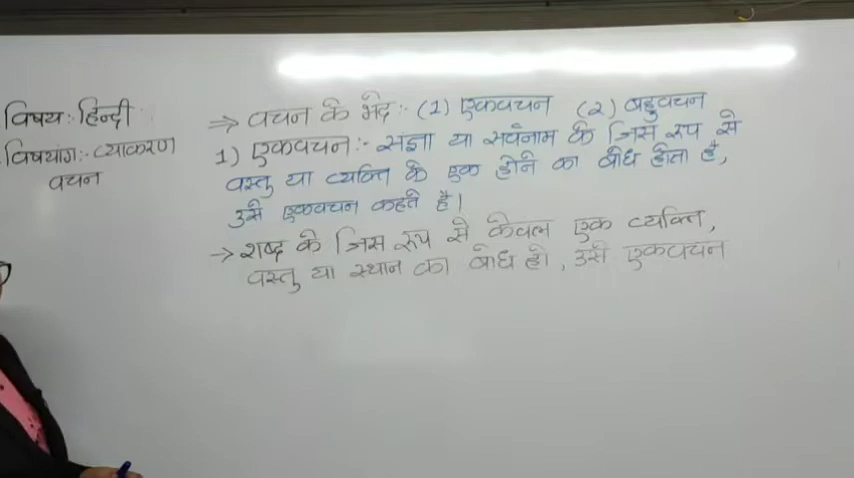 विषय :- हिन्दी
विषयांग :- व्याकरण
वचन
⇒ वचन के भेद :- (1) एकवचन (2) बहुवचन
1) एकवचन :- संज्ञा या सर्वनाम के जिस रूप से
वस्तु या व्यक्ति के एक होने का बोध होता है,
उसे एकवचन कहते है।
→ शब्द के जिस रूप से केवल एक व्यक्ति,
वस्तु या स्थान का बोध हो, उसे एकवचन